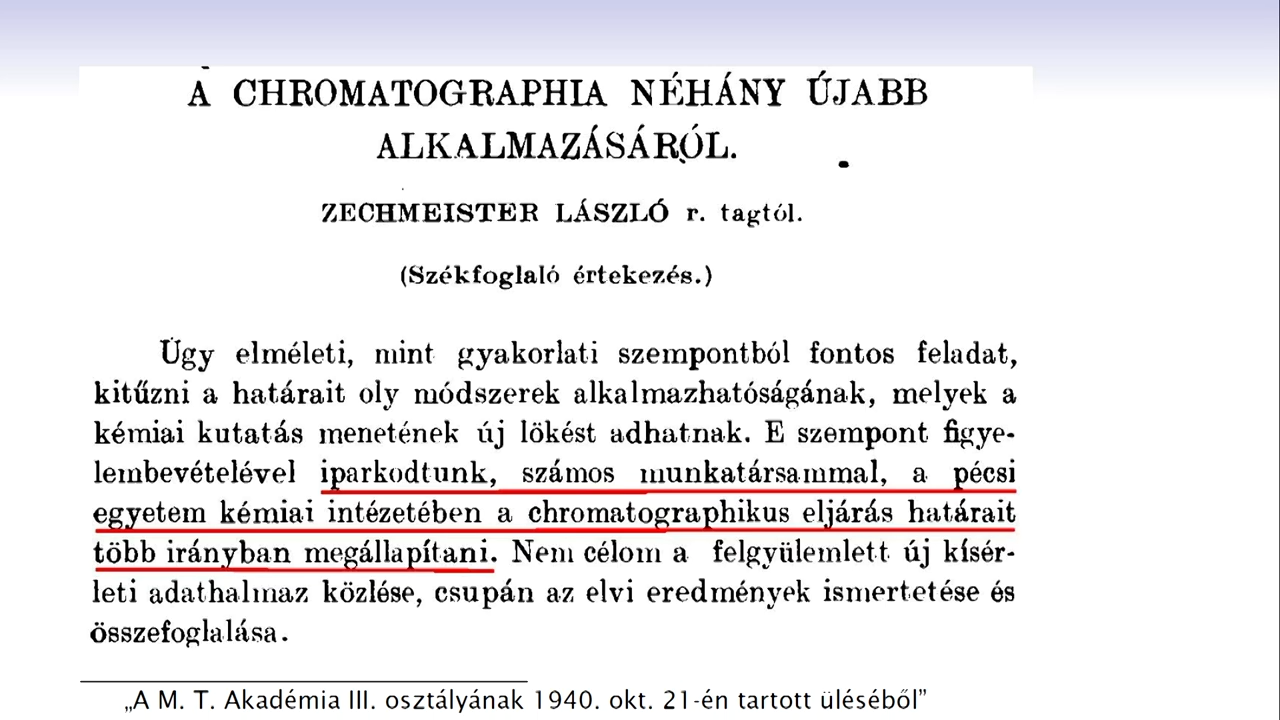 A CHROMATOGRAPHIA NÉHÁNY ÚJABB
ALKALMAZÁSÁRÓL.
ZECHMEISTER LÁSZLÓ r. tagtól.
(Székfoglaló értekezés.)
Úgy elméleti, mint gyakorlati szempontból fontos feladat,
kitűzni a határait oly módszerek alkalmazhatóságának, melyek a
kémiai kutatás menetének új lökést adhatnak. E szempont figye-
lembevételével iparkodtunk, számos munkatársammal, a pécsi
egyetem kémiai intézetében a chromatographikus eljárás határait
több irányban megállapítani. Nem célom a felgyülemlett új kísér-
leti adathalmaz közlése, csupán az elvi eredmények ismertetése és
összefoglalása.
„A M. T. Akadémia III. osztályának 1940. okt. 21-én tartott üléséből”